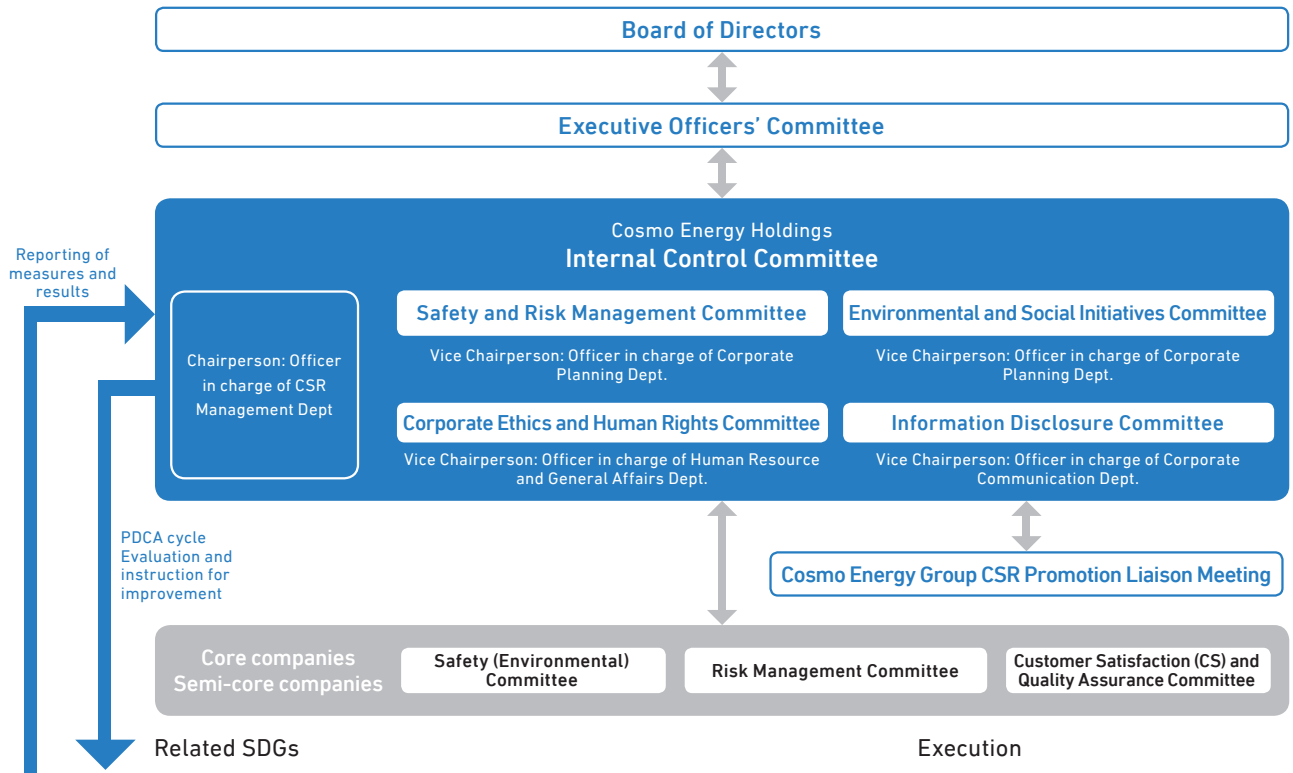 Board of Directors
Executive Officers’ Committee
Cosmo Energy Holdings
Internal Control Committee
Reporting of
measures and
results
Chairperson: Officer
in charge of CSR
Management Dept
Safety and Risk Management Committee
Vice Chairperson: Officer in charge of Corporate
Planning Dept.
Environmental and Social Initiatives Committee
Vice Chairperson: Officer in charge of Corporate
Planning Dept.
Corporate Ethics and Human Rights Committee
Vice Chairperson: Officer in charge of Human Resource
and General Affairs Dept.
Information Disclosure Committee
Vice Chairperson: Officer in charge of Corporate
Communication Dept.
PDCA cycle
Evaluation and
instruction for
improvement
Cosmo Energy Group CSR Promotion Liaison Meeting
Core companies
Semi-core companies
Safety (Environmental)
Committee
Risk Management Committee
Customer Satisfaction (CS) and
Quality Assurance Committee
Related SDGs
Execution